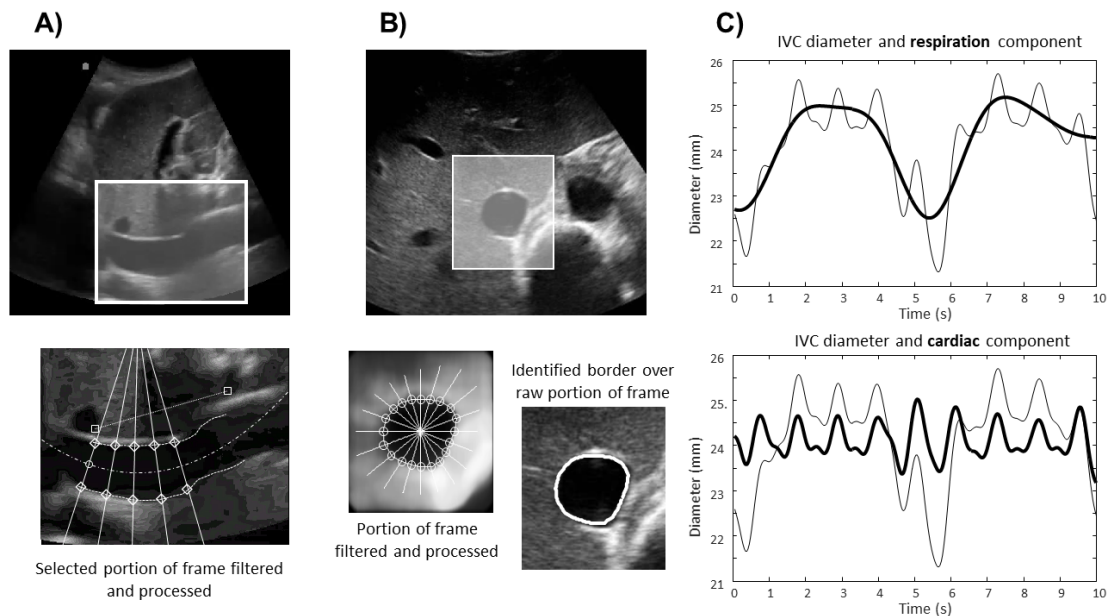 A)
B)
C)
Selected portion of frame filtered
and processed
Portion of frame
filtered and processed
Identified border over
raw portion of frame
IVC diameter and respiration component
26
25
24
23
22
21
Diameter (mm)
0 1 2 3 4 5 6 7 8 9 10
Time (s)
IVC diameter and cardiac component
26
25
24
23
22
21
Diameter (mm)
0 1 2 3 4 5 6 7 8 9 10
Time (s)